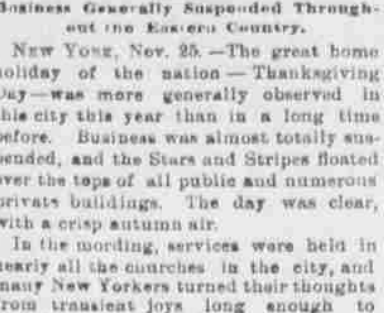 Business Generally Suspended Through-
out the Eastern Country.
NEW YORK, Nov. 25.—The great home
holiday of the nation—Thanksgiving
Day—was more generally observed in
this city this year than in a long time
before. Business was almost totally sus-
pended, and the Stars and Stripes floated
over the tops of all public and numerous
private buildings. The day was clear,
with a crisp autumn air.
In the mording, services were held in
nearly all the churches in the city, and
many New Yorkers turned their thoughts
from transient joys long enough to